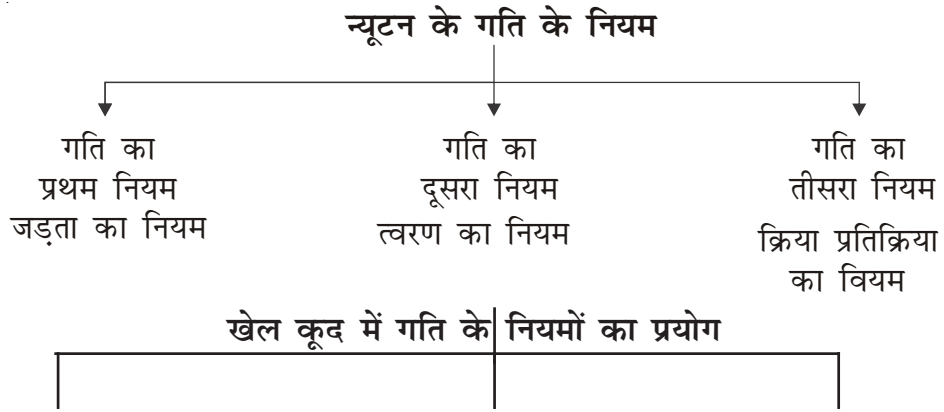 न्यूटन के गति के नियम
गति का
प्रथम नियम
जड़ता का नियम
गति का
दूसरा नियम
त्वरण का नियम
गति का
तीसरा नियम
क्रिया प्रतिक्रिया
का वियम
खेल कूद में गति के नियमों का प्रयोग